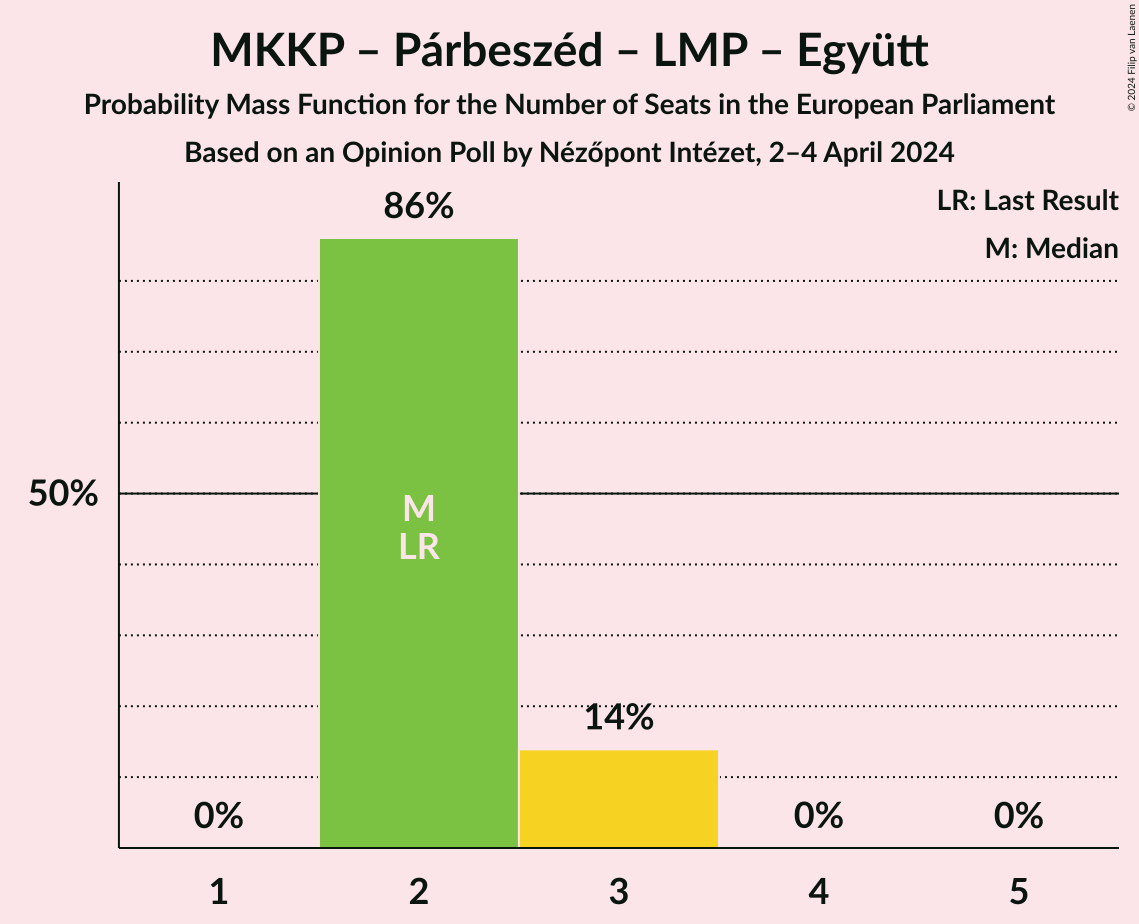 MKKP – Párbeszéd – LMP – Együtt
Probability Mass Function for the Number of Seats in the European Parliament
Based on an Opinion Poll by Nézőpont Intézet, 2–4 April 2024
© 2024 Filip van Laenen
LR: Last Result
M: Median
86%
50%
M
LR
14%
0%
0%
0%
1
2
3
4
5